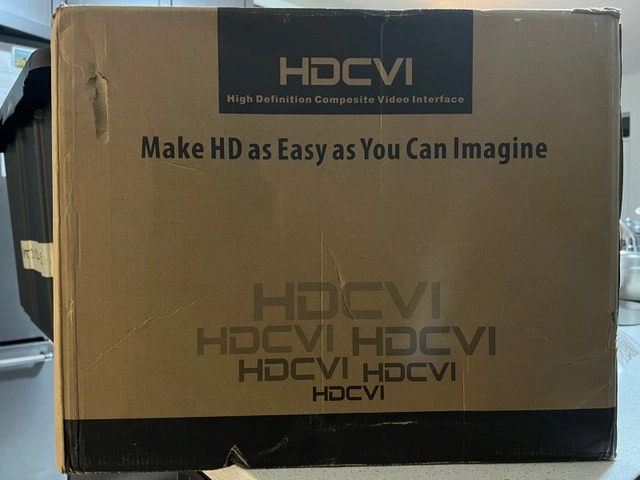 HDCVI
High Definition Composite Video Interface
Make HD as Easy as You Can Imagine
HDCVI
HDCVI HDCVI
HDCVI HDCVI
HDCVI